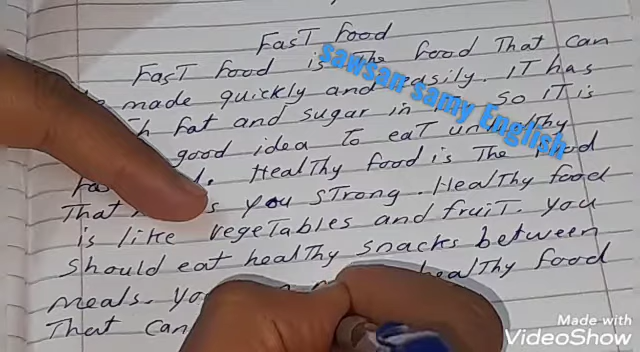 FasT Food
FasT Food is The Food That can
made quickly and easily. IT has
Fat and sugar in so iT is
good idea To eaT
HealThy food is The
That you sTrong. HealThy food
is like vegeTables and fruiT. you
should eat healThy snacks between
meals. healThy food
That can
sawsan samy English
Made with
VideoShow